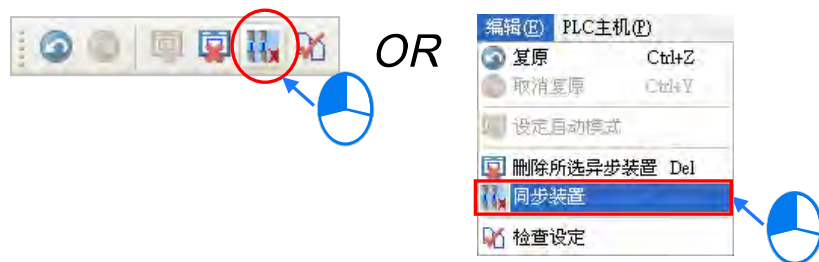 OR
编辑(E) PLC主机(P)
复原 Ctrl+Z
取消复原 Ctrl+Y
设定自动模式
删除所选异步装置 Del
同步装置
检查设定